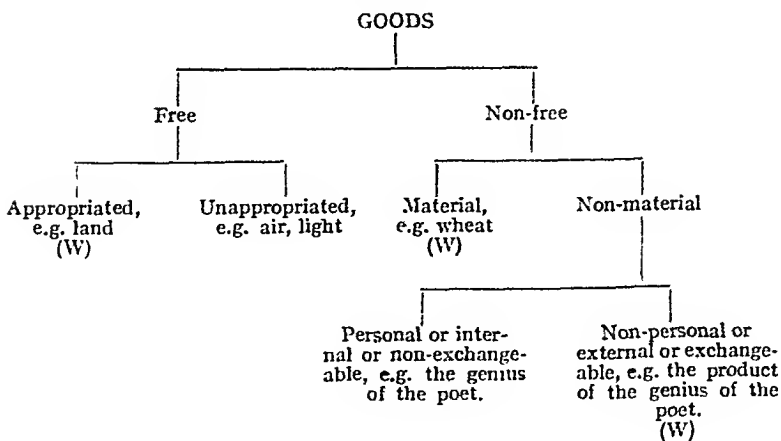 GOODS
Free
Non-free
Appropriated,
e.g. land
(W)
Unappropriated,
e.g. air, light
Material,
e.g. wheat
(W)
Non-material
Personal or inter-
nal or non-exchange-
able, e.g. the genius
of the poet.
Non-personal or
external or exchange-
able, e.g. the product
of the genius of the
poet.
(W)